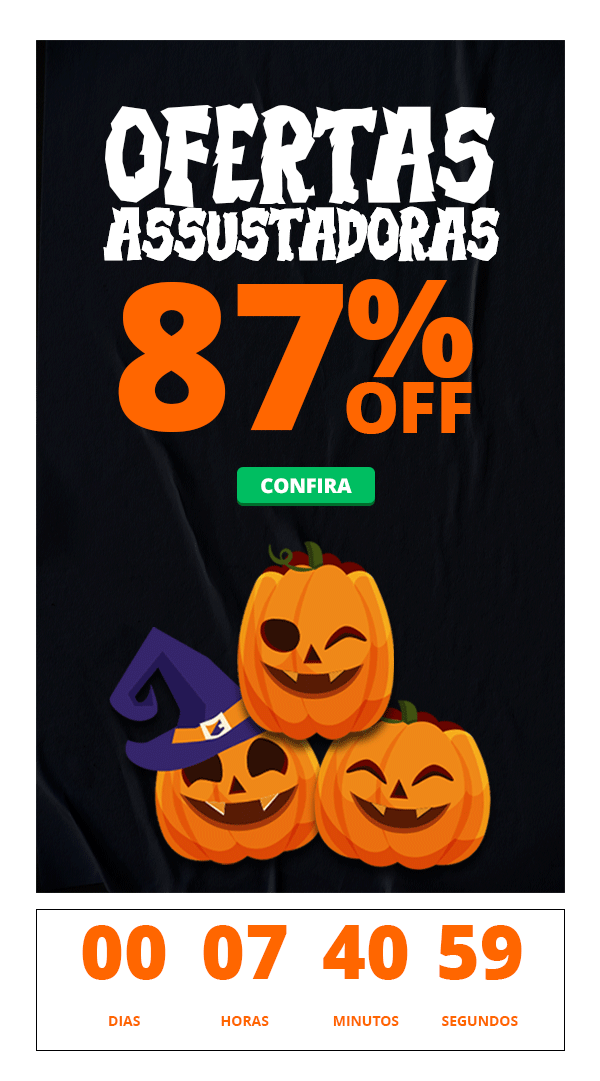 OFERTAS
ASSUSTADORAS
87%
OFF
CONFIRA
00 07 40 59
DIAS HORAS MINUTOS SEGUNDOS